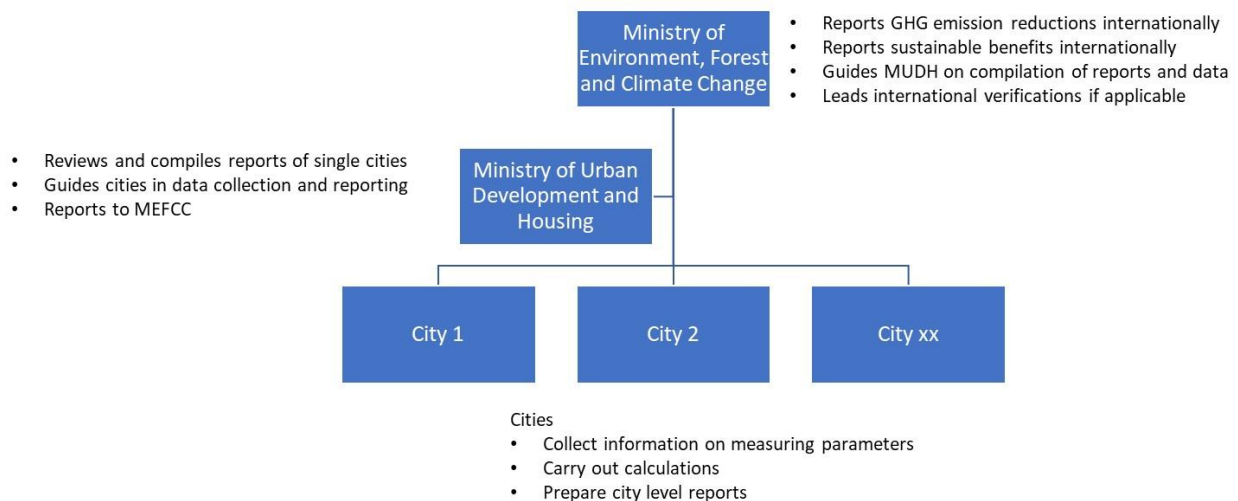 Ministry of
Environment, Forest
and Climate Change
• Reports GHG emission reductions internationally
• Reports sustainable benefits internationally
• Guides MUDH on compilation of reports and data
• Leads international verifications if applicable
• Reviews and compiles reports of single cities
• Guides cities in data collection and reporting
• Reports to MEFCC
Ministry of Urban
Development and
Housing
City 1
City 2
City xx
Cities
• Collect information on measuring parameters
• Carry out calculations
• Prepare city level reports